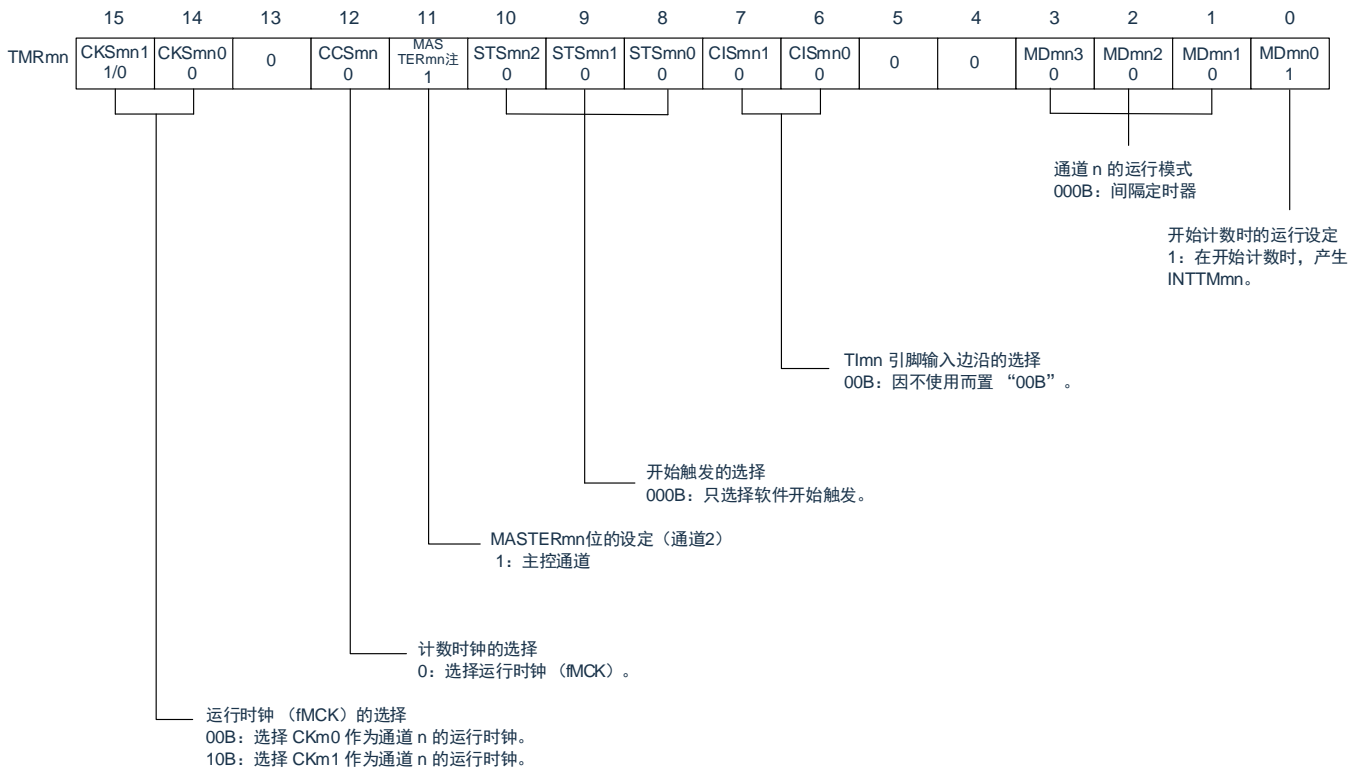 15 14 13 12 11 10 9 8 7 6 5 4 3 2 1 0
TMRmn
CKSmn1 CKSmn0 0 CCSmn MAS STSmn2 STSmn1 STSmn0 CISmn1 CISmn0 0 0 MDmn3 MDmn2 MDmn1 MDmn0
TERmn注
1/0 0 0 1 0 0 0 0 0 0 0 0 1
通道 n 的运行模式
000B：间隔定时器
开始计数时的运行设定
1：在开始计数时，产生
INTTMmn。
TImn 引脚输入边沿的选择
00B：因不使用而置 “00B”。
开始触发的选择
000B：只选择软件开始触发。
MASTERmn位的设定（通道2）
1：主控通道
计数时钟的选择
0：选择运行时钟 （fMCK）。
运行时钟 （fMCK）的选择
00B：选择 CKm0 作为通道 n 的运行时钟。
10B：选择 CKm1 作为通道 n 的运行时钟。